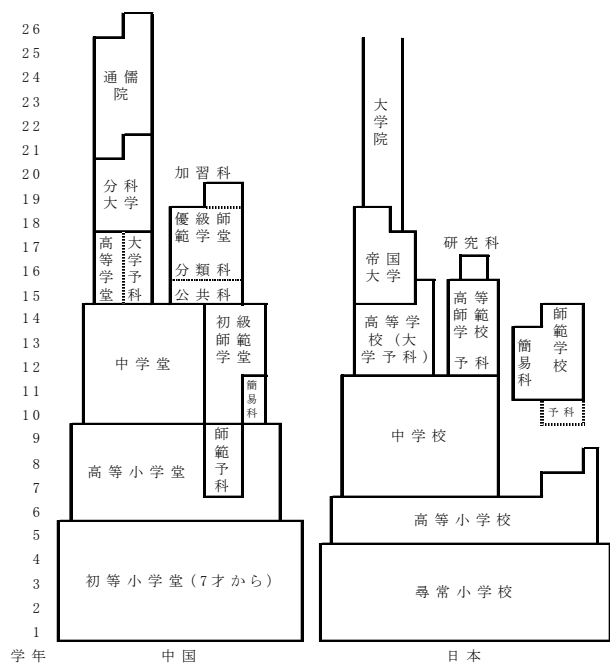 26
25
24
23
22
21
20
19
18
17
16
15
14
13
12
11
10
9
8
7
6
5
4
3
2
1
学年
通儒
院
分科
大学
高等学堂
大学予科
加習科
優級師
範学堂
分類科
公共科
中学堂
初級
師範
学堂
簡易科
師範予科
高等小学堂
初等小学堂(7才から)
中国
大学院
帝国
大学
研究科
高等学
校(大
学予科)
高等
師範
学校
予科
師範学校
簡易科
予科
中学校
高等小学校
尋常小学校
日本